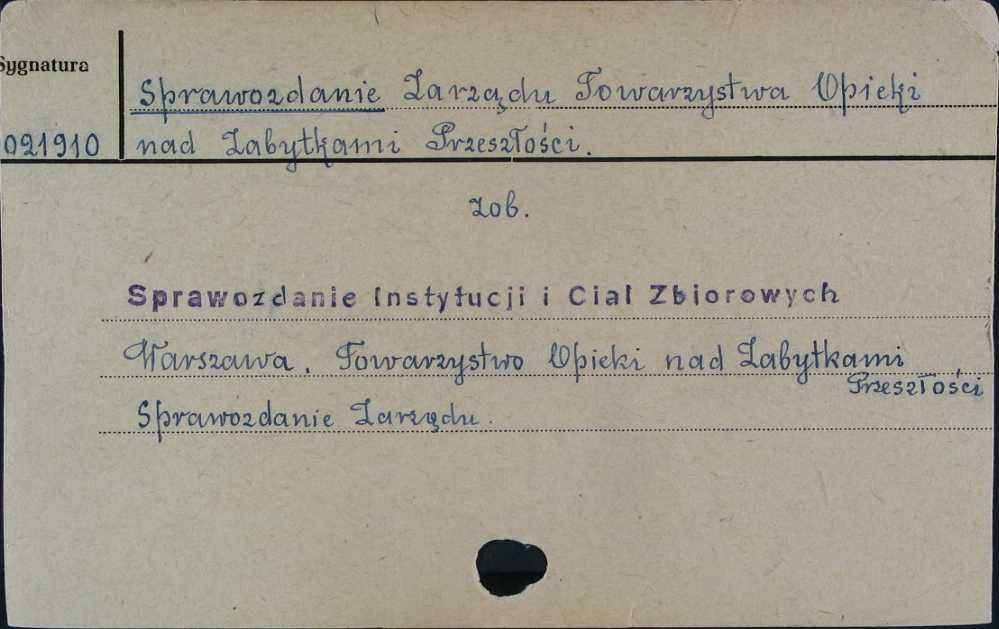 Sygnatura
Sprawozdanie Zarządu Towarzystwa Opieki
021910
nad Zabytkami Przeszłości.
zob.
Sprawozdanie Instytucji i Ciał Zbiorowych
Warszawa. Towarzystwo Opieki nad Zabytkami
Przeszłości
Sprawozdanie Zarządu.